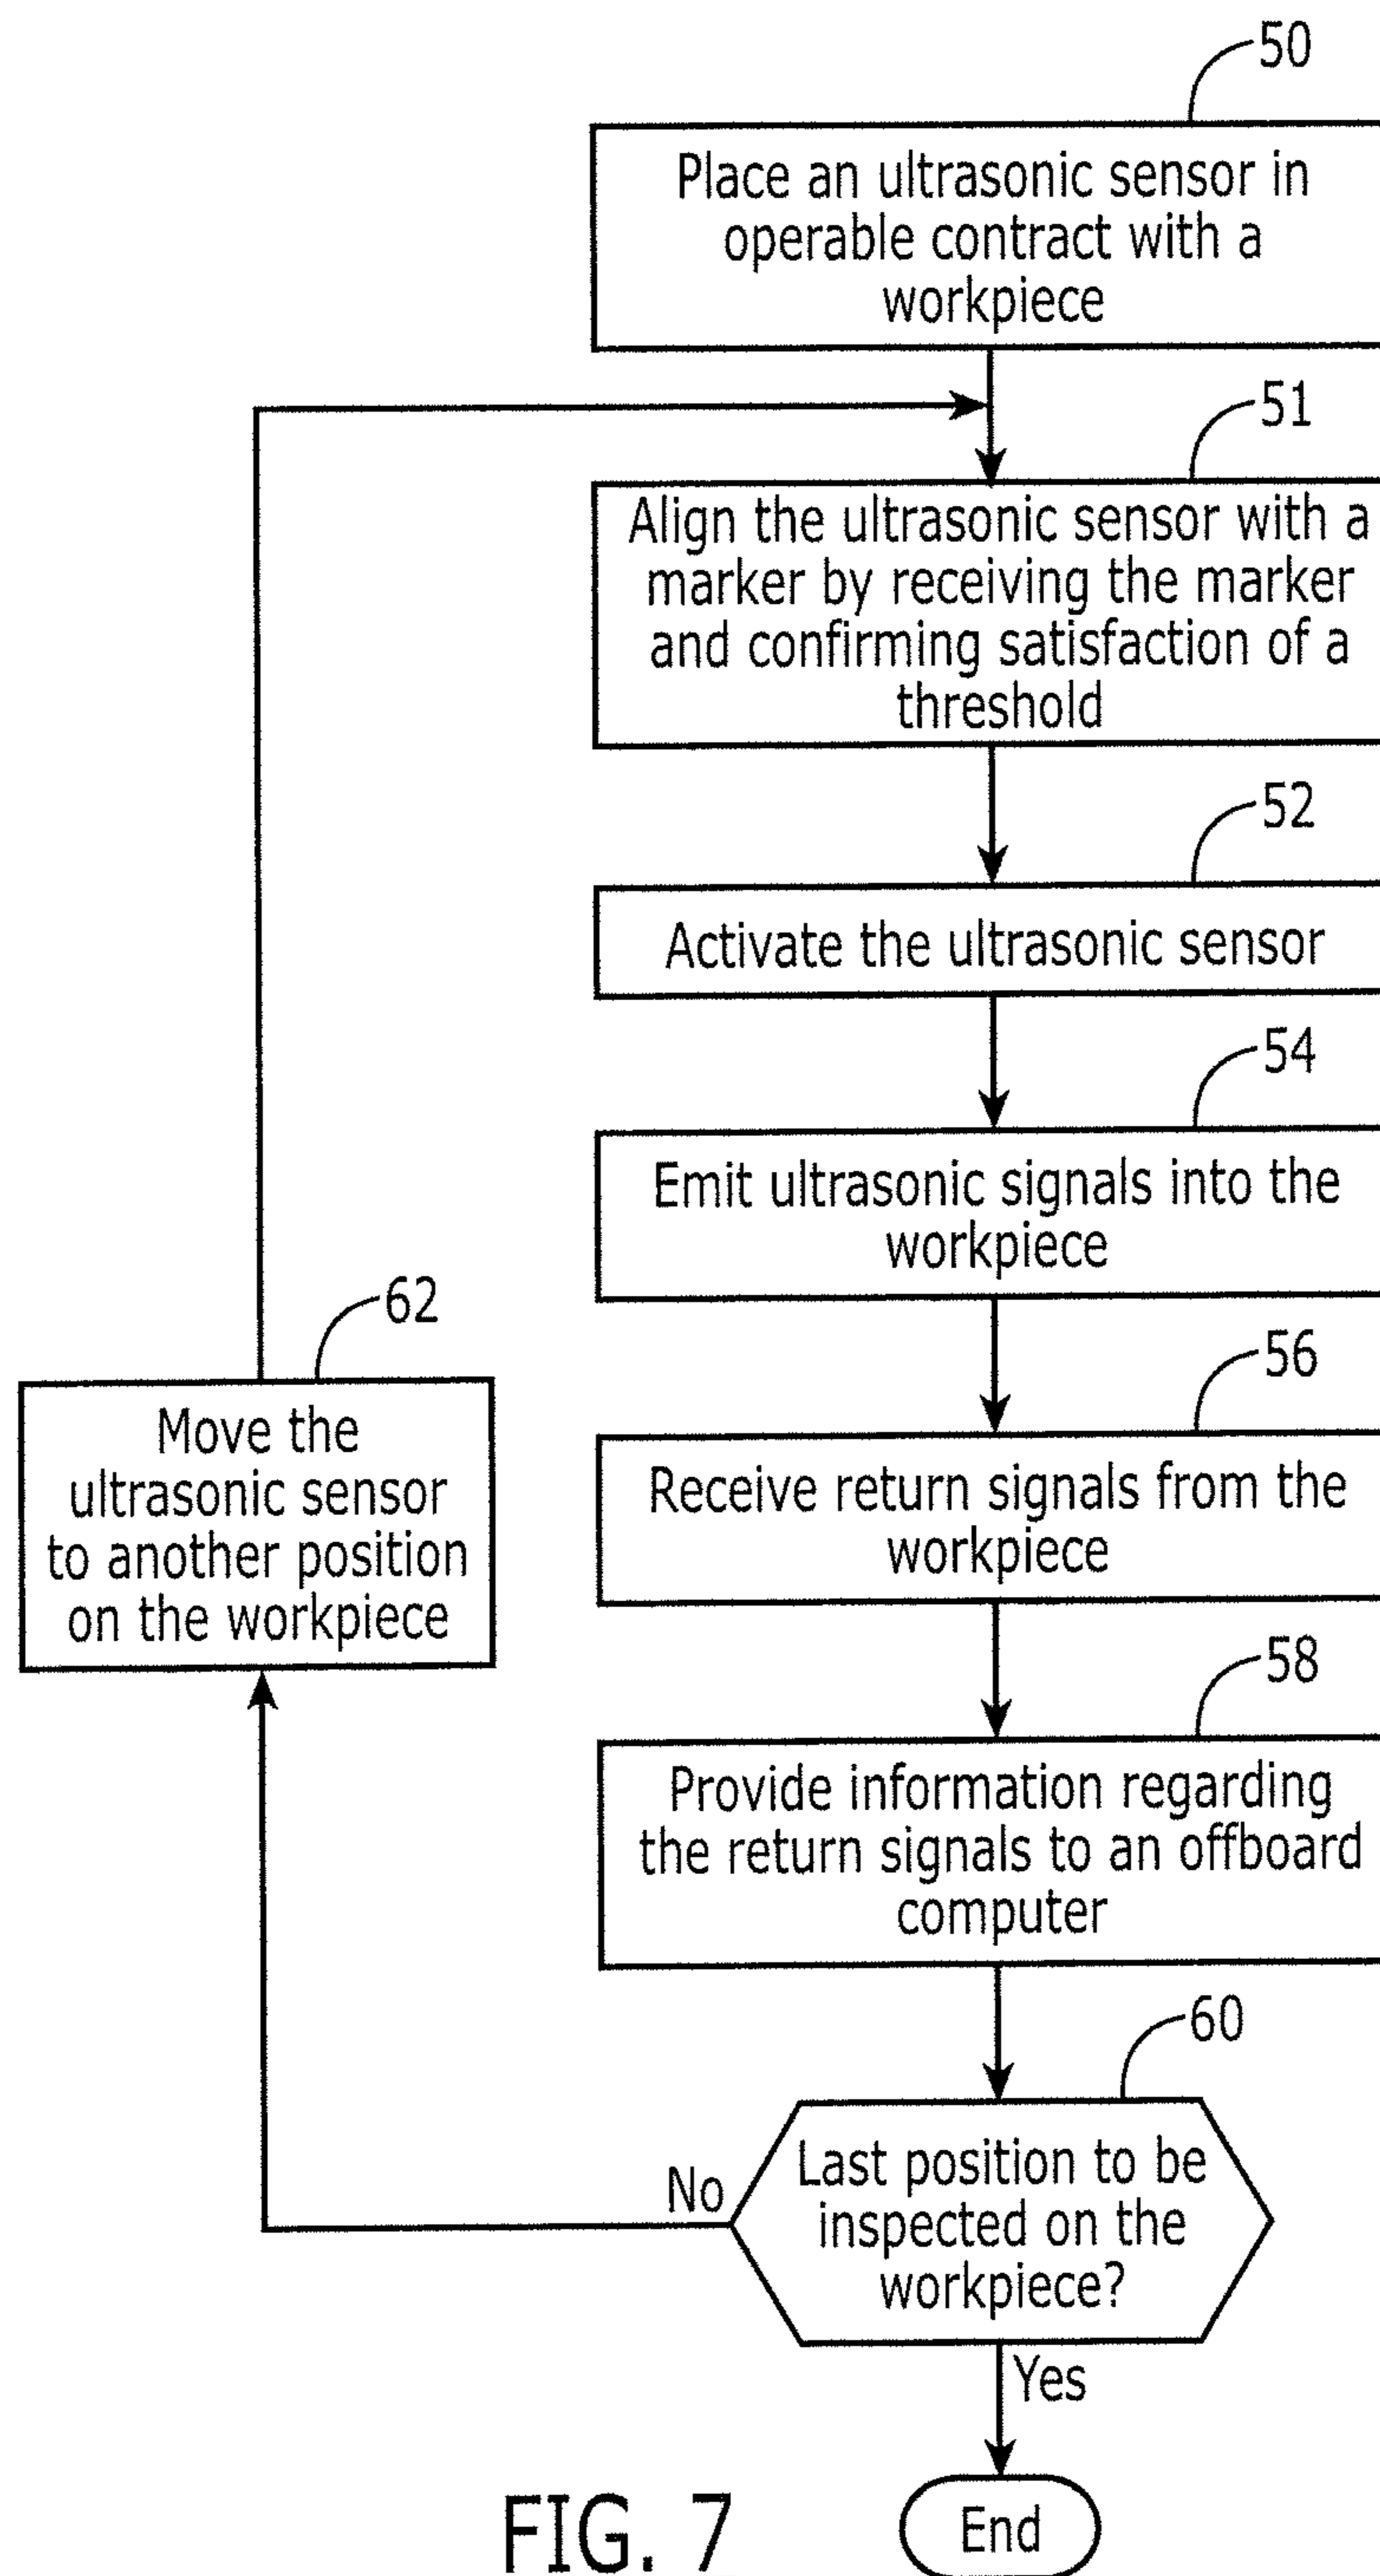 50
Place an ultrasonic sensor in
operable contract with a
workpiece
51
Align the ultrasonic sensor with a
marker by receiving the marker
and confirming satisfaction of a
threshold
52
Activate the ultrasonic sensor
54
Emit ultrasonic signals into the
workpiece
56
Receive return signals from the
workpiece
58
Provide information regarding
the return signals to an offboard
computer
60
Last position to be
inspected on the
workpiece?
No
62
Move the
ultrasonic sensor
to another position
on the workpiece
Yes
End
FIG. 7